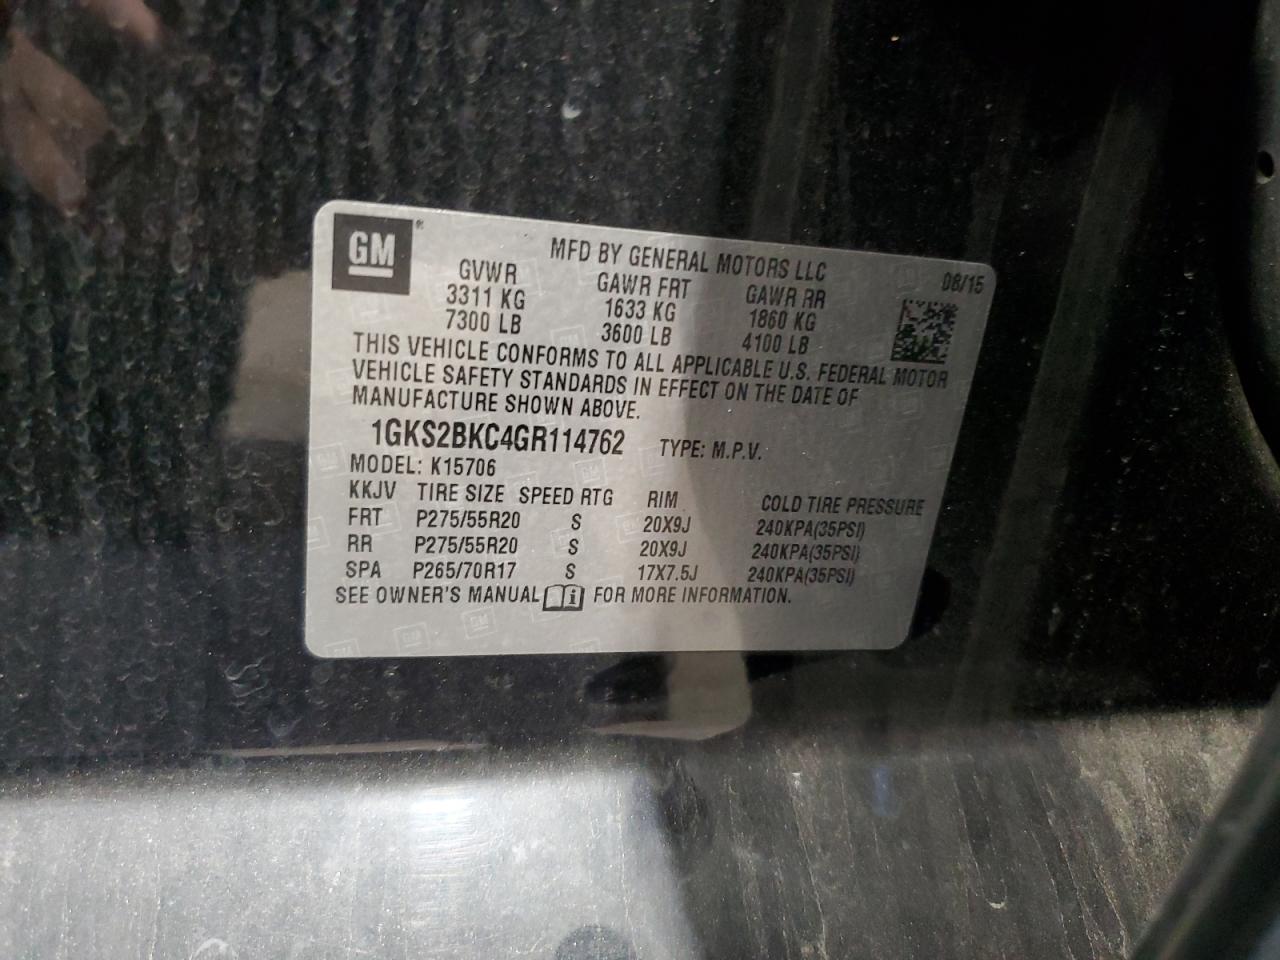 GM ®
MFD BY GENERAL MOTORS LLC
08/15
GVWR GAWR FRT GAWR RR
3311 KG 1633 KG 1860 KG
7300 LB 3600 LB 4100 LB
THIS VEHICLE CONFORMS TO ALL APPLICABLE U.S. FEDERAL MOTOR
VEHICLE SAFETY STANDARDS IN EFFECT ON THE DATE OF
MANUFACTURE SHOWN ABOVE.
1GKS2BKC4GR114762 TYPE: M.P.V.
MODEL: K15706
KKJV TIRE SIZE SPEED RTG RIM COLD TIRE PRESSURE
FRT P275/55R20 S 20X9J 240KPA(35PSI)
RR P275/55R20 S 20X9J 240KPA(35PSI)
SPA P265/70R17 S 17X7.5J 240KPA(35PSI)
SEE OWNER'S MANUAL i FOR MORE INFORMATION.